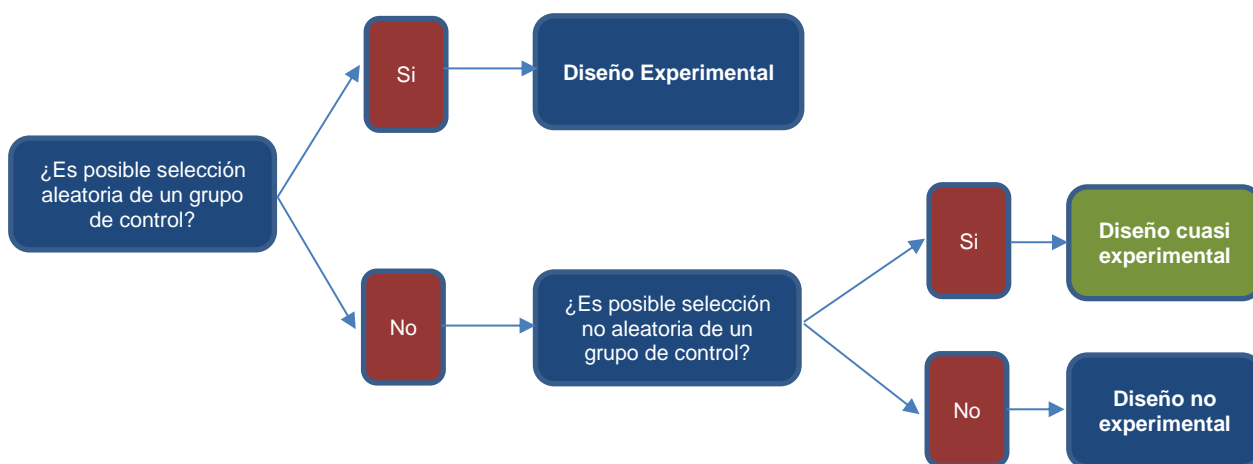 Si
Diseño Experimental
¿Es posible selección
aleatoria de un grupo
de control?
Si
Diseño cuasi
experimental
No
¿Es posible selección
no aleatoria de un
grupo de control?
No
Diseño no
experimental